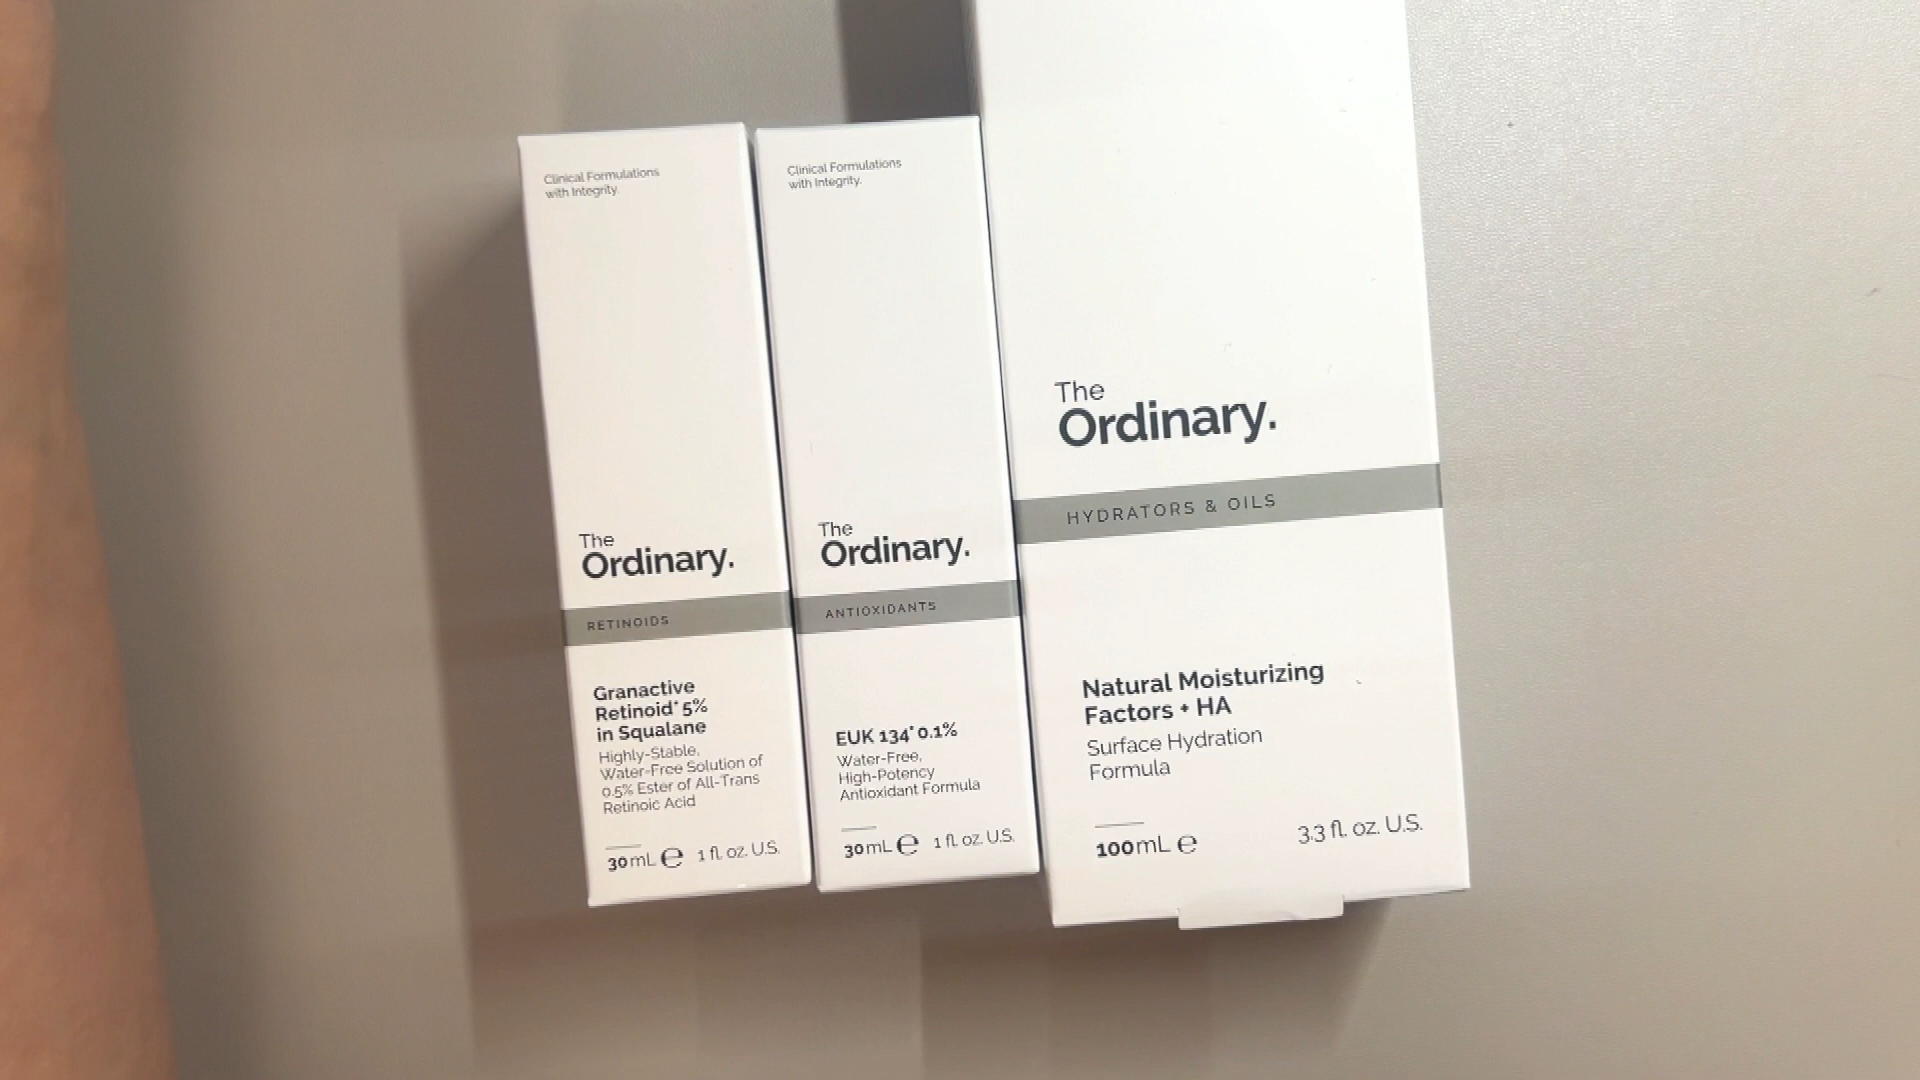 Clinical Formulations
with Integrity.
The
Ordinary.
RETINOIDS
Granactive
Retinoid* 5%
in Squalane
Highly-Stable,
Water-Free Solution of
0.5% Ester of All-Trans
Retinoic Acid
30mL ℮ 1 fl. oz. U.S.
Clinical Formulations
with Integrity.
The
Ordinary.
ANTIOXIDANTS
EUK 134* 0.1%
Water-Free,
High-Potency
Antioxidant Formula
30mL ℮ 1 fl. oz. U.S.
The
Ordinary.
HYDRATORS & OILS
Natural Moisturizing
Factors + HA
Surface Hydration
Formula
100mL ℮ 3.3 fl. oz. U.S.